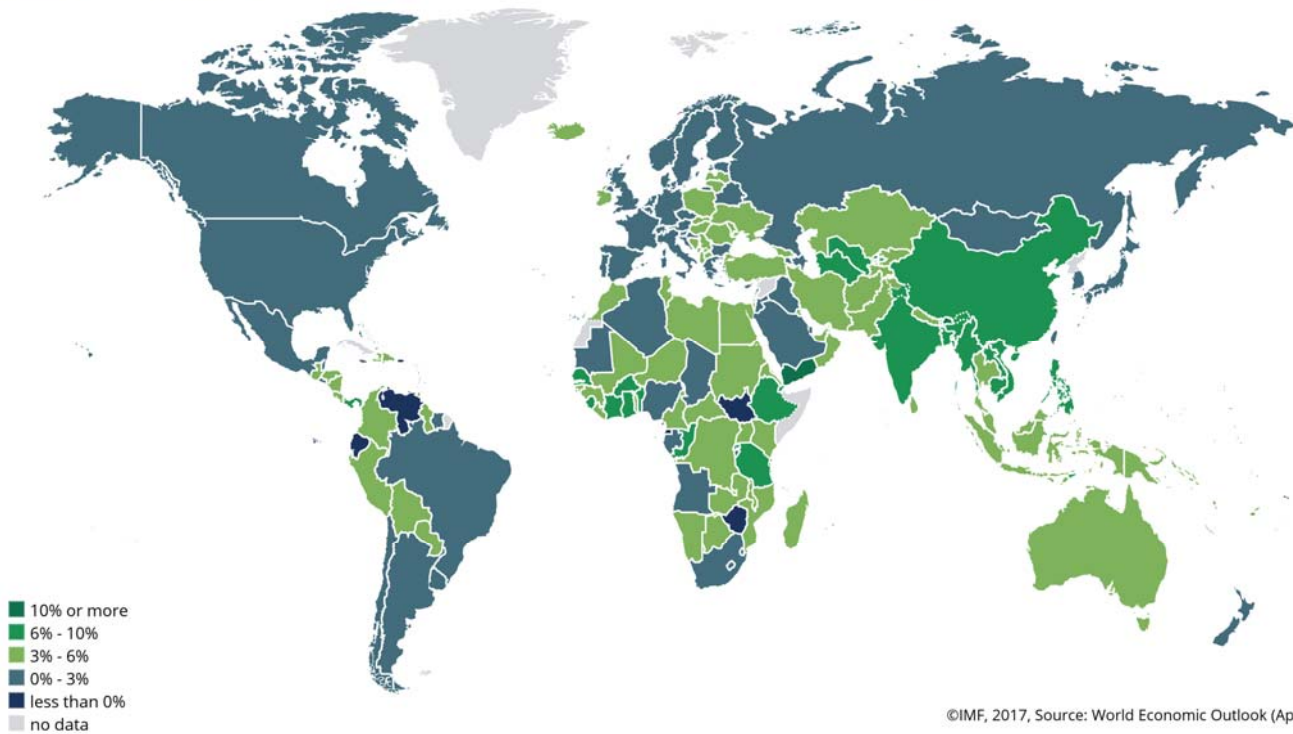 10% or more
6% - 10%
3% - 6%
0% - 3%
less than 0%
no data
©IMF, 2017, Source: World Economic Outlook (Ap